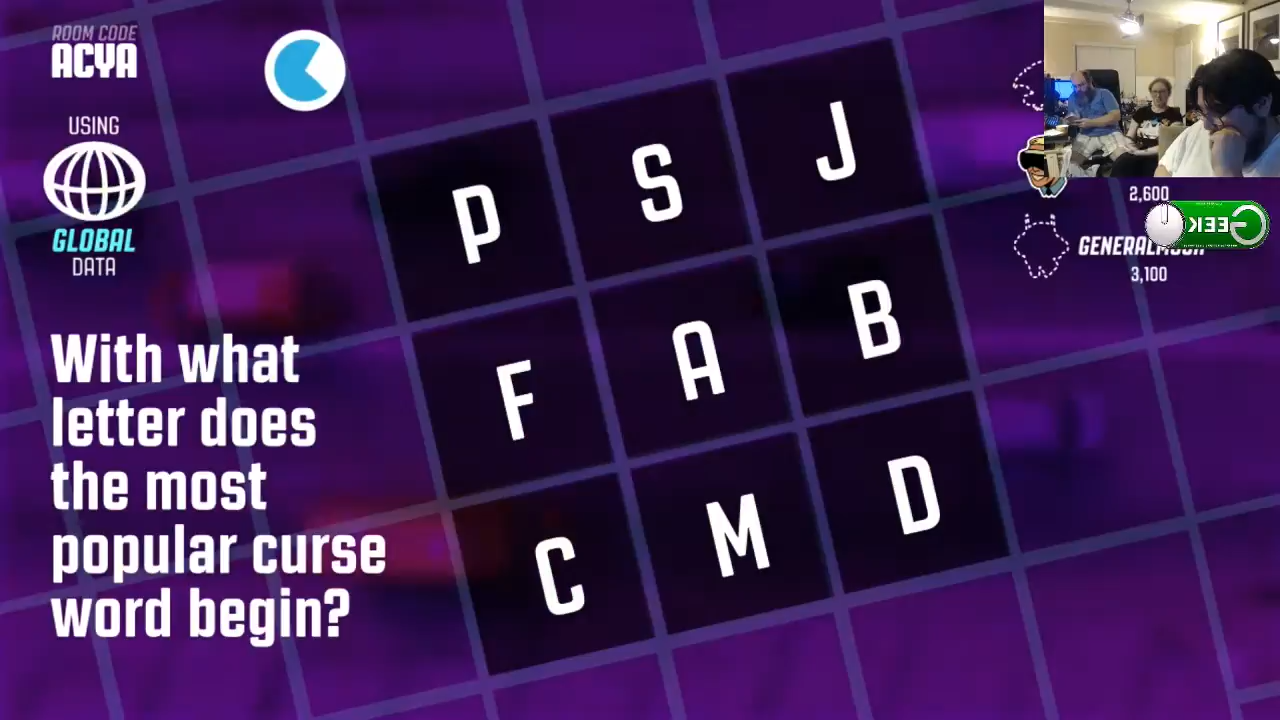 ROOM CODE
ACYA
USING
GLOBAL
DATA
With what
letter does
the most
popular curse
word begin?
P S J
F A B
C M D
2,600
GEEK
3,100